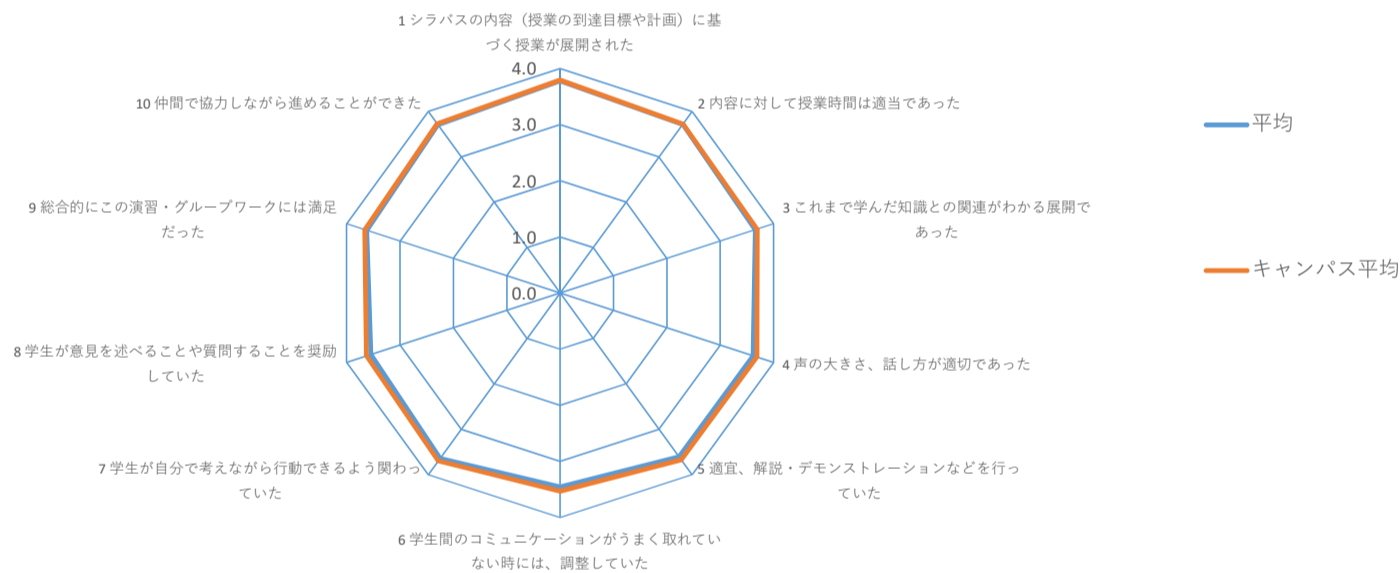 1 シラバスの内容（授業の到達目標や計画）に基
づく授業が展開された
4.0
3.0
2.0
1.0
0.0
2 内容に対して授業時間は適当であった
3 これまで学んだ知識との関連がわかる展開で
あった
4 声の大きさ、話し方が適切であった
5 適宜、解説・デモンストレーションなどを行っ
ていた
6 学生間のコミュニケーションがうまく取れてい
ない時には、調整していた
7 学生が自分で考えながら行動できるよう関わっ
ていた
8 学生が意見を述べることや質問することを奨励
していた
9 総合的にこの演習・グループワークには満足
だった
10 仲間で協力しながら進めることができた
平均
キャンパス平均